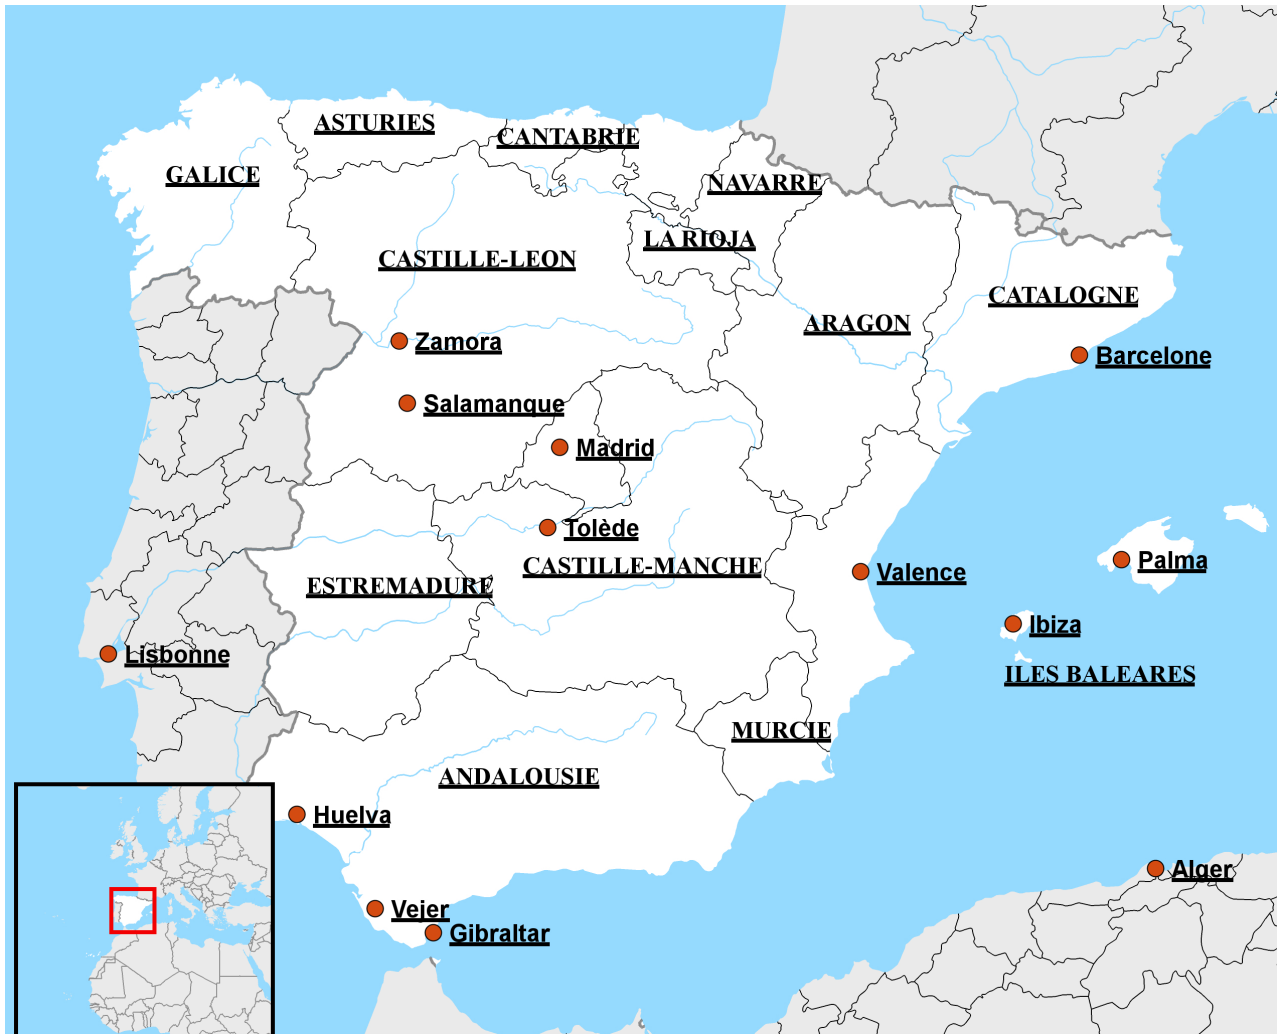 ASTURIES
CANTABRIE
GALICE
NAVARRE
LA RIOJA
CASTILLE-LEON
CATALOGNE
ARAGON
Zamora
Barcelone
Salamanque
Madrid
Tolède
CASTILLE-MANCHE
Palma
Valence
ESTREMADURE
Ibiza
Lisbonne
ILES BALEARES
MURCIE
ANDALOUSIE
Huelva
Alger
Vejer
Gibraltar